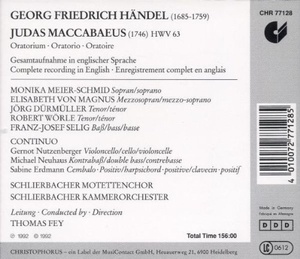 GEORG FRIEDRICH HÄNDEL (1685-1759)
CHR 77128
JUDAS MACCABAEUS (1746) HWV 63
Oratorium · Oratorio · Oratoire
Gesamtaufnahme in englischer Sprache
Complete recording in English · Enregistrement complet en anglais
MONIKA MEIER-SCHMID Sopran/soprano
ELISABETH VON MAGNUS Mezzosopran/mezzo-soprano
JÖRG DÜRMÜLLER Tenor/ténor
ROBERT WÖRLE Tenor/ténor
FRANZ-JOSEF SELIG Baß/bass/basse
CONTINUO
Gernot Nutzenberger Violoncello/cello/violoncelle
Michael Neuhaus Kontrabaß/double bass/contrebasse
Sabine Erdmann Cembalo · Positiv/harpsichord · positive/clavecin · positif
SCHLIERBACHER MOTETTENCHOR
SCHLIERBACHER KAMMERORCHESTER
Leitung · Conducted by · Direction
THOMAS FEY
℗ 1992 © 1992
Total Time 156:00
CHRISTOPHORUS – ein Label der MusiContact GmbH, Heuauerweg 21, 6900 Heidelberg
4 010072 771285
D D D
Made in Germany
LC 0612